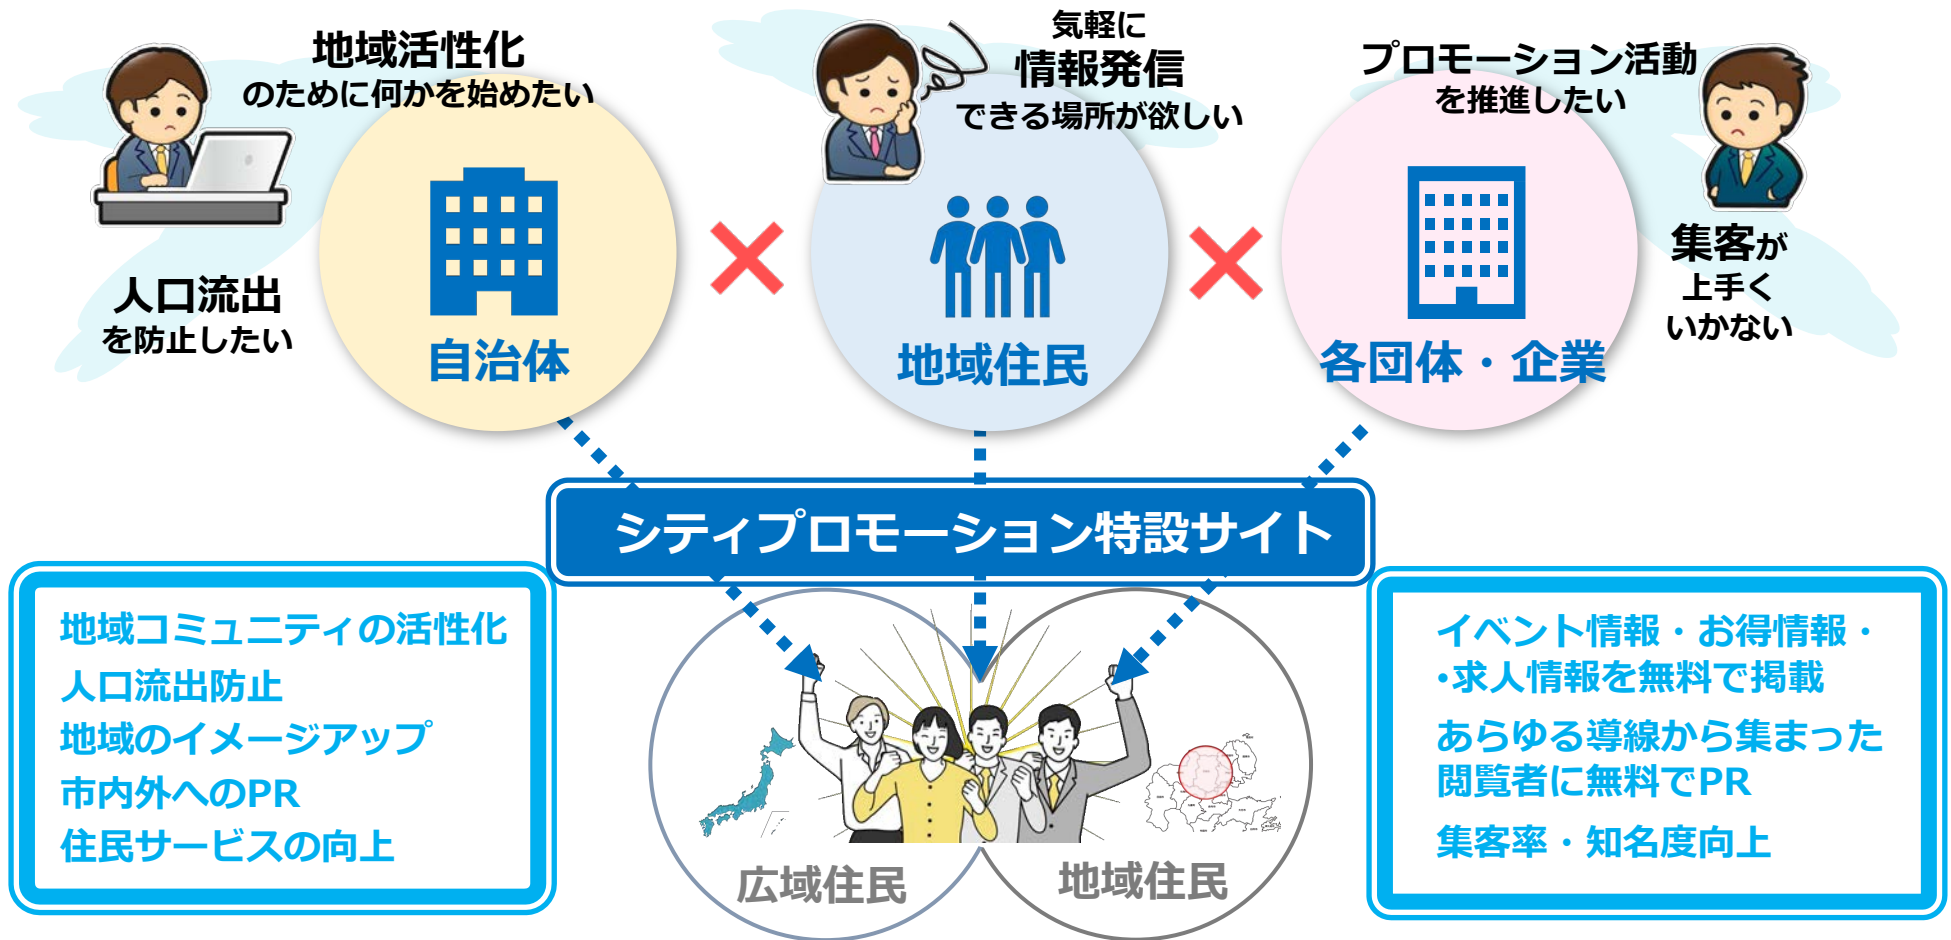 地域活性化
のために何かを始めたい
人口流出
を防止したい
自治体
気軽に
情報発信
できる場所が欲しい
地域住民
プロモーション活動
を推進したい
集客が
上手く
いかない
各団体・企業
シティプロモーション特設サイト
地域コミュニティの活性化
人口流出防止
地域のイメージアップ
市内外へのPR
住民サービスの向上
広域住民
地域住民
イベント情報・お得情報・
・求人情報を無料で掲載
あらゆる導線から集まった
閲覧者に無料でPR
集客率・知名度向上